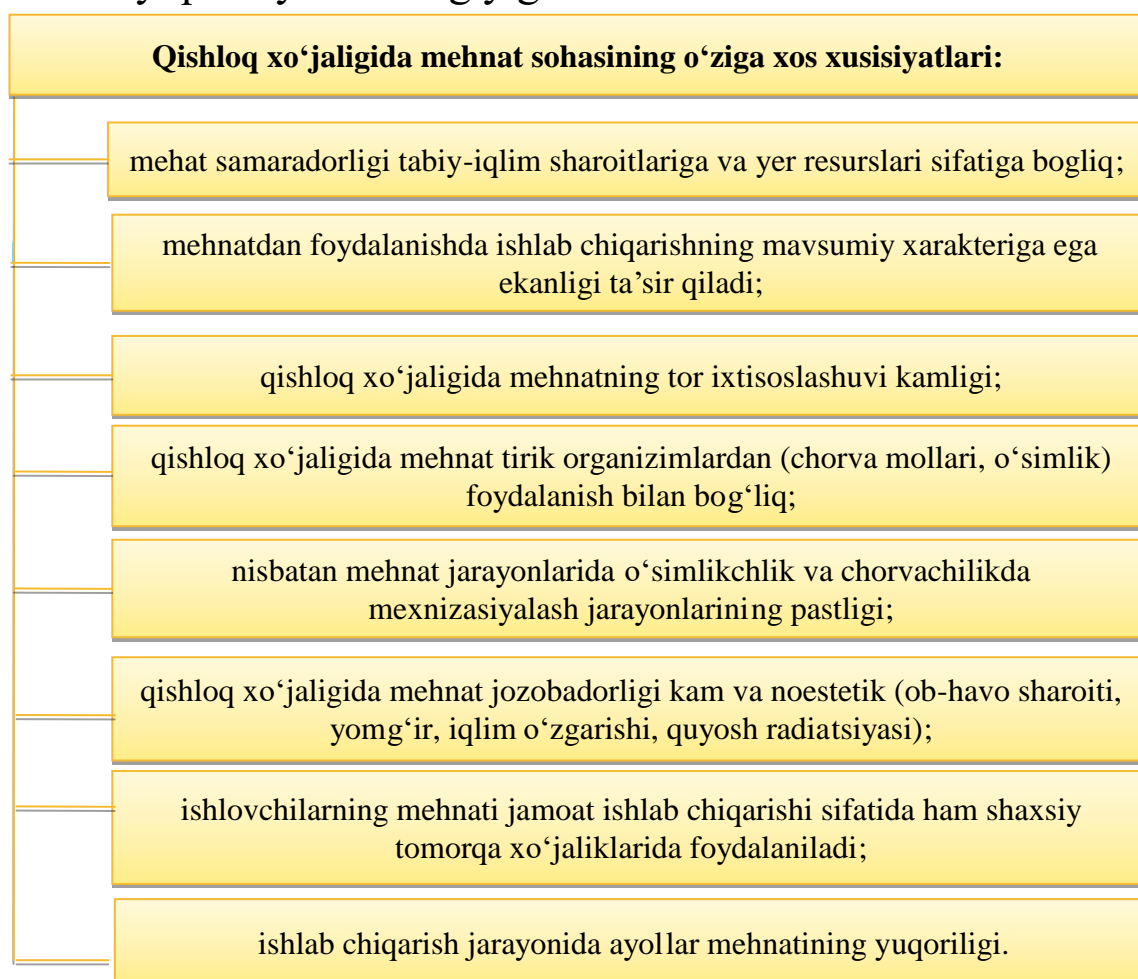 Qishloq xo‘jaligida mehnat sohasining o‘ziga xos xusisiyatlari:
mehat samaradorligi tabiy-iqlim sharoitlariga va yer resurslari sifatiga bogliq;
mehnatdan foydalanishda ishlab chiqarishning mavsumiy xarakteriga ega
ekanligi ta’sir qiladi;
qishloq xo‘jaligida mehnatning tor ixtisoslashuvi kamligi;
qishloq xo‘jaligida mehnat tirik organizimlardan (chorva mollari, o‘simlik)
foydalanish bilan bog‘liq;
nisbatan mehnat jarayonlarida o‘simlikchlik va chorvachilikda
mexnizasiyalash jarayonlarining pastligi;
qishloq xo‘jaligida mehnat jozobadorligi kam va noestetik (ob-havo sharoiti,
yomg‘ir, iqlim o‘zgarishi, quyosh radiatsiyasi);
ishlovchilarning mehnati jamoat ishlab chiqarishi sifatida ham shaxsiy
tomorqa xo‘jaliklarida foydalaniladi;
ishlab chiqarish jarayonida ayollar mehnatining yuqoriligi.